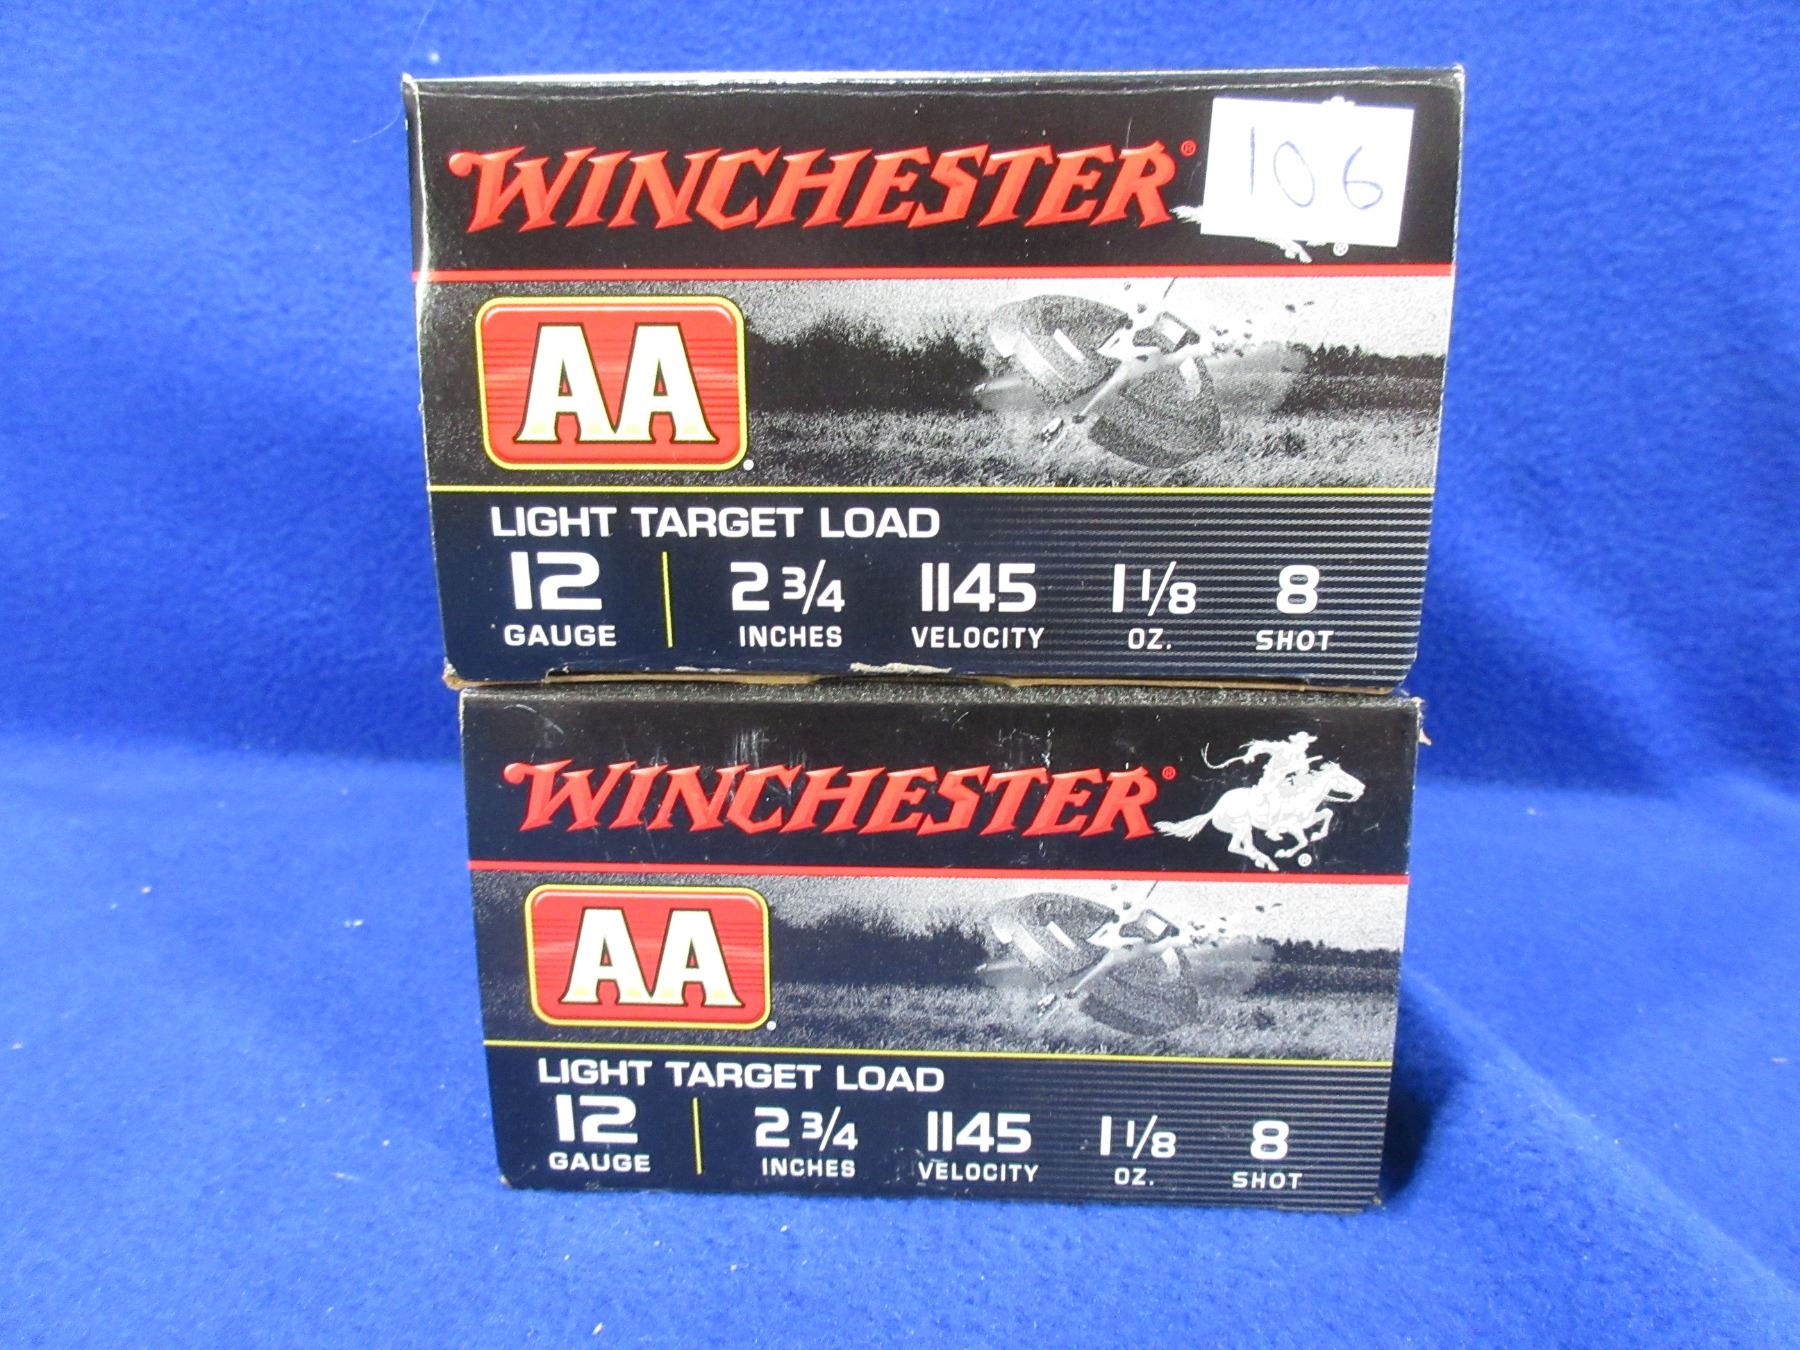 WINCHESTER® 106
®
AA
LIGHT TARGET LOAD
12 2 3/4 1145 1 1/8 8
GAUGE INCHES VELOCITY OZ. SHOT
WINCHESTER®
®
AA
LIGHT TARGET LOAD
12 2 3/4 1145 1 1/8 8
GAUGE INCHES VELOCITY OZ. SHOT